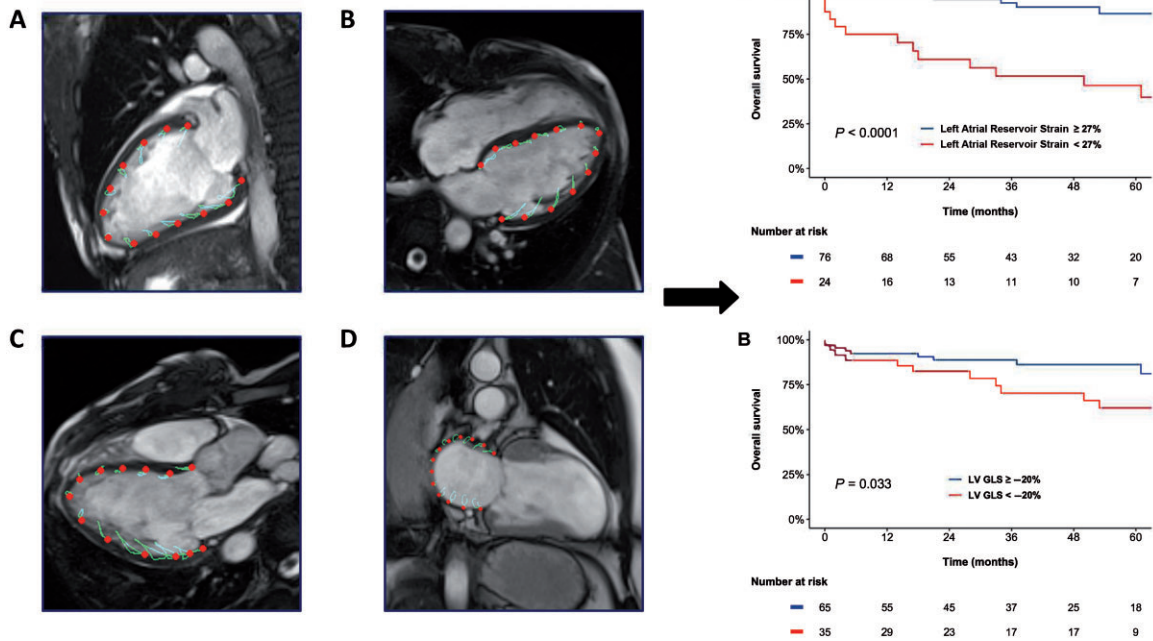 A
B
C
D
Overall survival
75%
50%
25%
0%
P < 0.0001
Left Atrial Reservoir Strain ≥ 27%
Left Atrial Reservoir Strain < 27%
0 12 24 36 48 60
Time (months)
Number at risk
76 68 55 43 32 20
24 16 13 11 10 7
B
Overall survival
100%
75%
50%
25%
0%
P = 0.033
LV GLS ≥ −20%
LV GLS < −20%
0 12 24 36 48 60
Time (months)
Number at risk
65 55 45 37 25 18
35 29 23 17 17 9